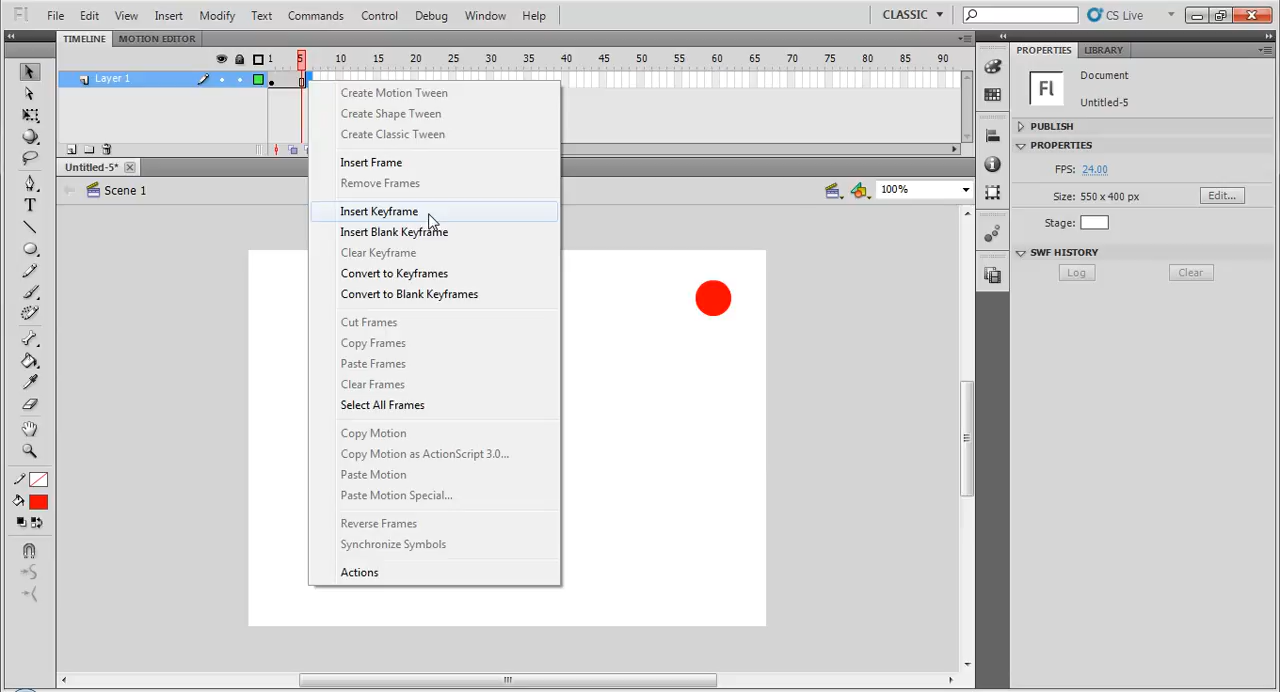 Fl File Edit View Insert Modify Text Commands Control Debug Window Help CLASSIC CS Live
TIMELINE MOTION EDITOR
1 5 10 15 20 25 30 35 40 45 50 55 60 65 70 75 80 85 90
Layer 1
Untitled-5*
Scene 1
100%
Create Motion Tween
Create Shape Tween
Create Classic Tween
Insert Frame
Remove Frames
Insert Keyframe
Insert Blank Keyframe
Clear Keyframe
Convert to Keyframes
Convert to Blank Keyframes
Cut Frames
Copy Frames
Paste Frames
Clear Frames
Select All Frames
Copy Motion
Copy Motion as ActionScript 3.0...
Paste Motion
Paste Motion Special...
Reverse Frames
Synchronize Symbols
Actions
PROPERTIES LIBRARY
Fl
Document
Untitled-5
PUBLISH
PROPERTIES
FPS: 24.00
Size: 550 x 400 px Edit...
Stage:
SWF HISTORY
Log Clear